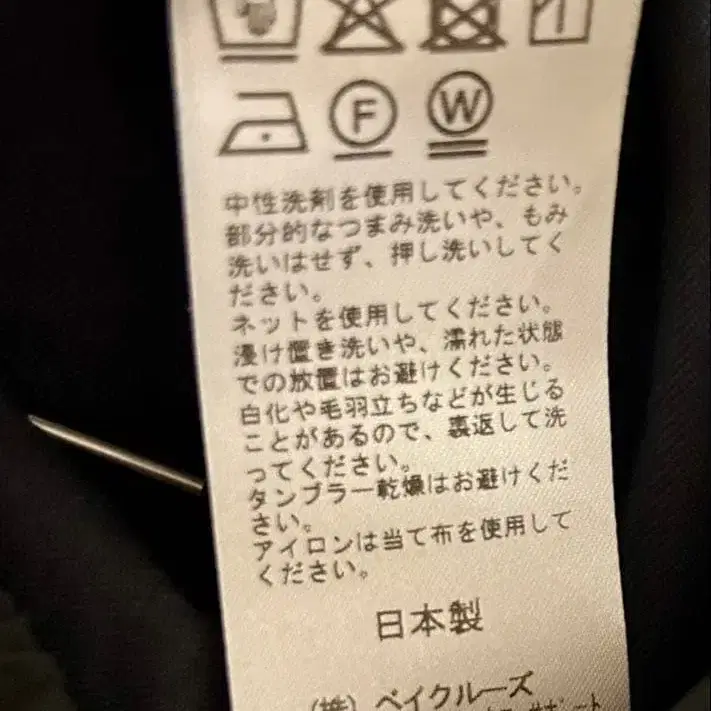 F
W
中性洗剤を使用してください。
部分的なつまみ洗いや、もみ
洗いはせず、押し洗いしてく
ださい。
ネットを使用してください。
浸け置き洗いや、濡れた状態
での放置はお避けください。
白化や毛羽立ちなどが生じる
ことがあるので、裏返して洗
ってください。
タンブラー乾燥はお避けくだ
さい。
アイロンは当て布を使用して
ください。
日本製
(株) ベイクルーズ